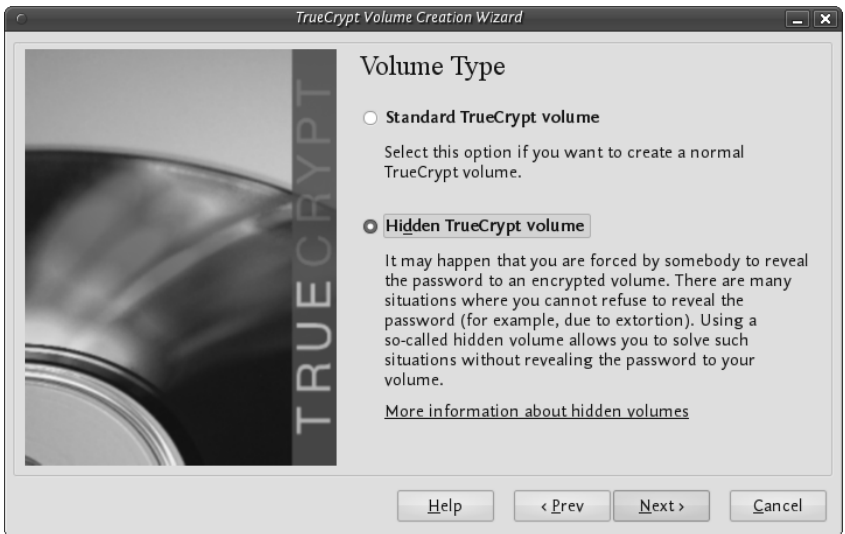 TrueCrypt Volume Creation Wizard
TRUECRYPT
Volume Type
Standard TrueCrypt volume
Select this option if you want to create a normal
TrueCrypt volume.
Hidden TrueCrypt volume
It may happen that you are forced by somebody to reveal
the password to an encrypted volume. There are many
situations where you cannot refuse to reveal the
password (for example, due to extortion). Using a
so-called hidden volume allows you to solve such
situations without revealing the password to your
volume.
More information about hidden volumes
Help
< Prev
Next >
Cancel